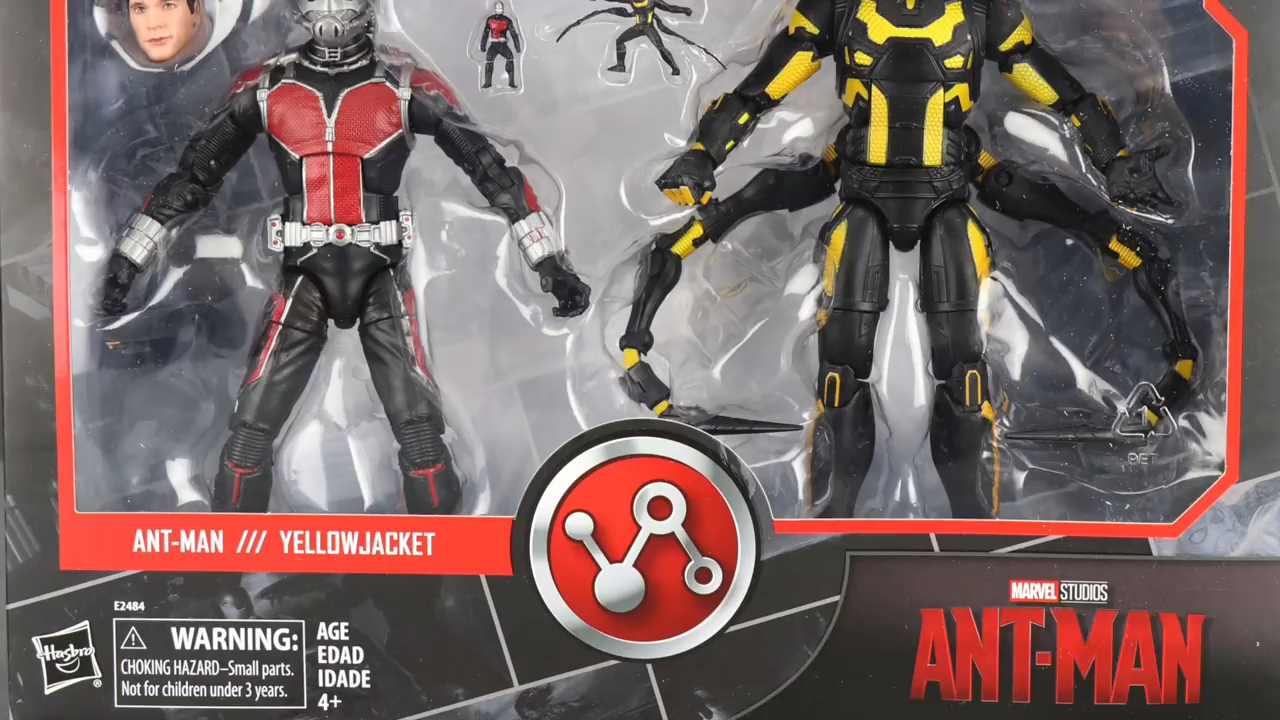 PET
ANT-MAN /// YELLOWJACKET
E2484
Hasbro
®
WARNING:
CHOKING HAZARD–Small parts.
Not for children under 3 years.
AGE
EDAD
IDADE
4+
MARVEL STUDIOS
ANT-MAN